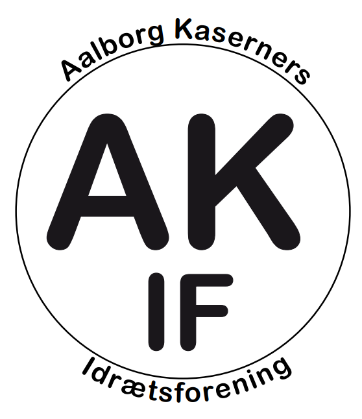 Aalborg Kaserners
AK
IF
Idrætsforening